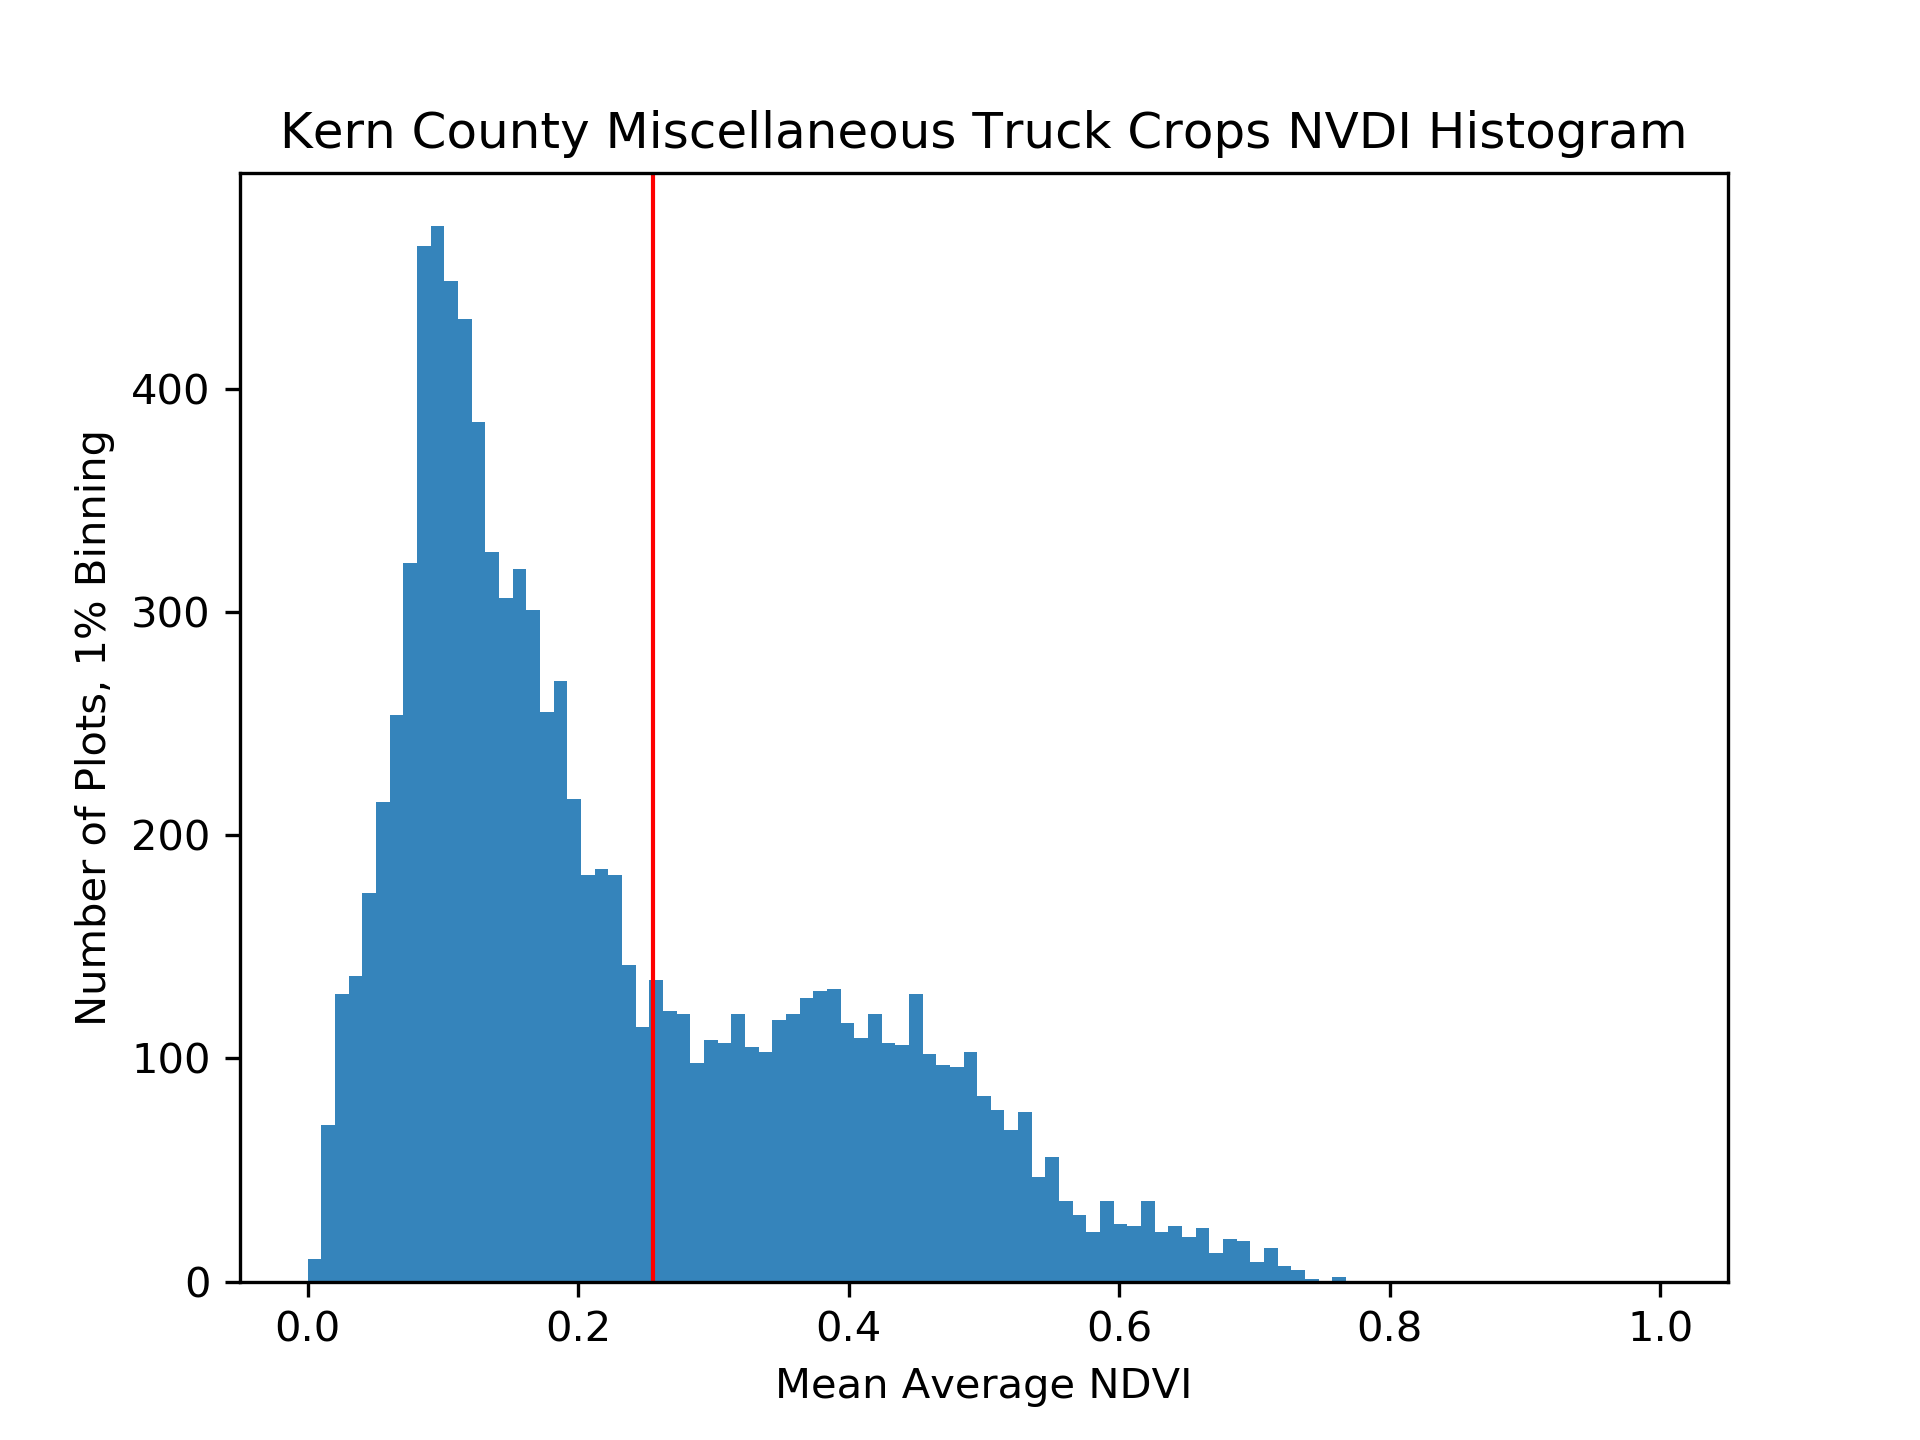 Kern County Miscellaneous Truck Crops NVDI Histogram
Number of Plots, 1% Binning
400
300
200
100
0
0.0 0.2 0.4 0.6 0.8 1.0
Mean Average NDVI